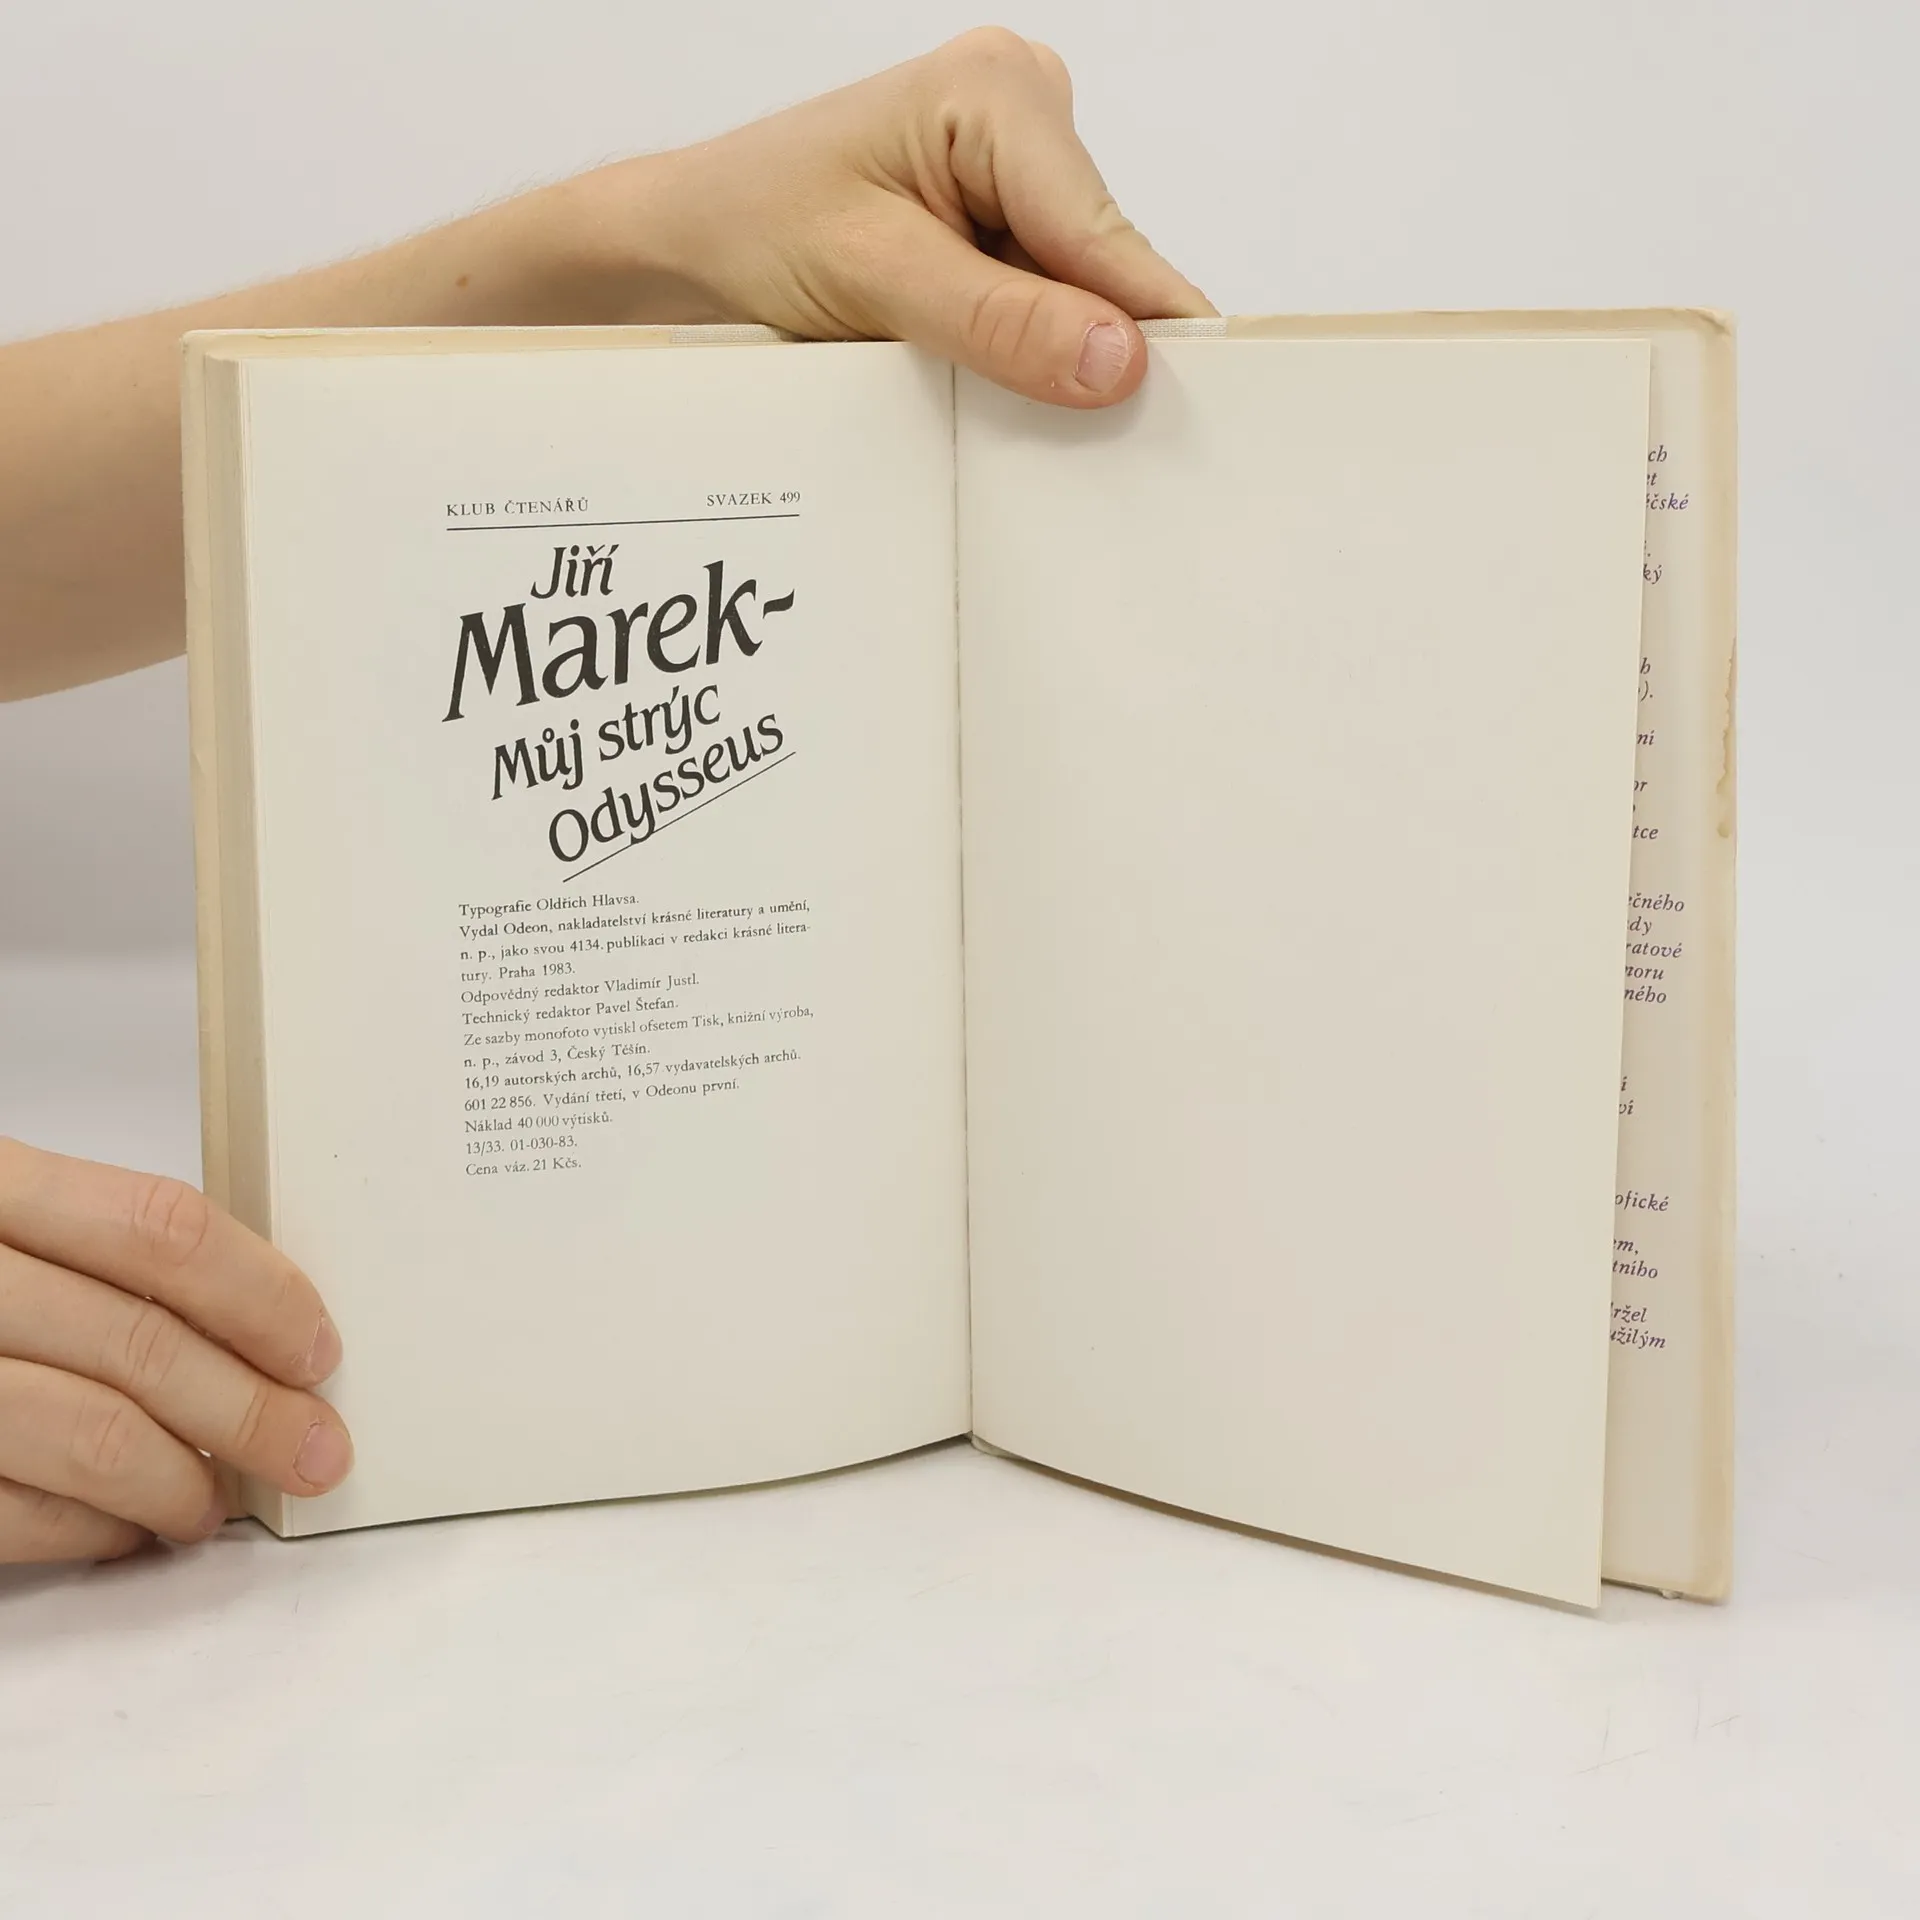 KLUB ČTENÁŘŮ SVAZEK 499
Jiří
Marek-
Můj strýc
Odysseus
Typografie Oldřich Hlavsa.
Vydal Odeon, nakladatelství krásné literatury a umění,
n. p., jako svou 4134. publikaci v redakci krásné litera-
tury. Praha 1983.
Odpovědný redaktor Vladimír Justl.
Technický redaktor Pavel Štefan.
Ze sazby monofoto vytiskl ofsetem Tisk, knižní výroba,
n. p., závod 3, Český Těšín.
16,19 autorských archů, 16,57 vydavatelských archů.
601 22 856. Vydání třetí, v Odeonu první.
Náklad 40 000 výtisků.
13/33. 01-030-83.
Cena váz. 21 Kčs.